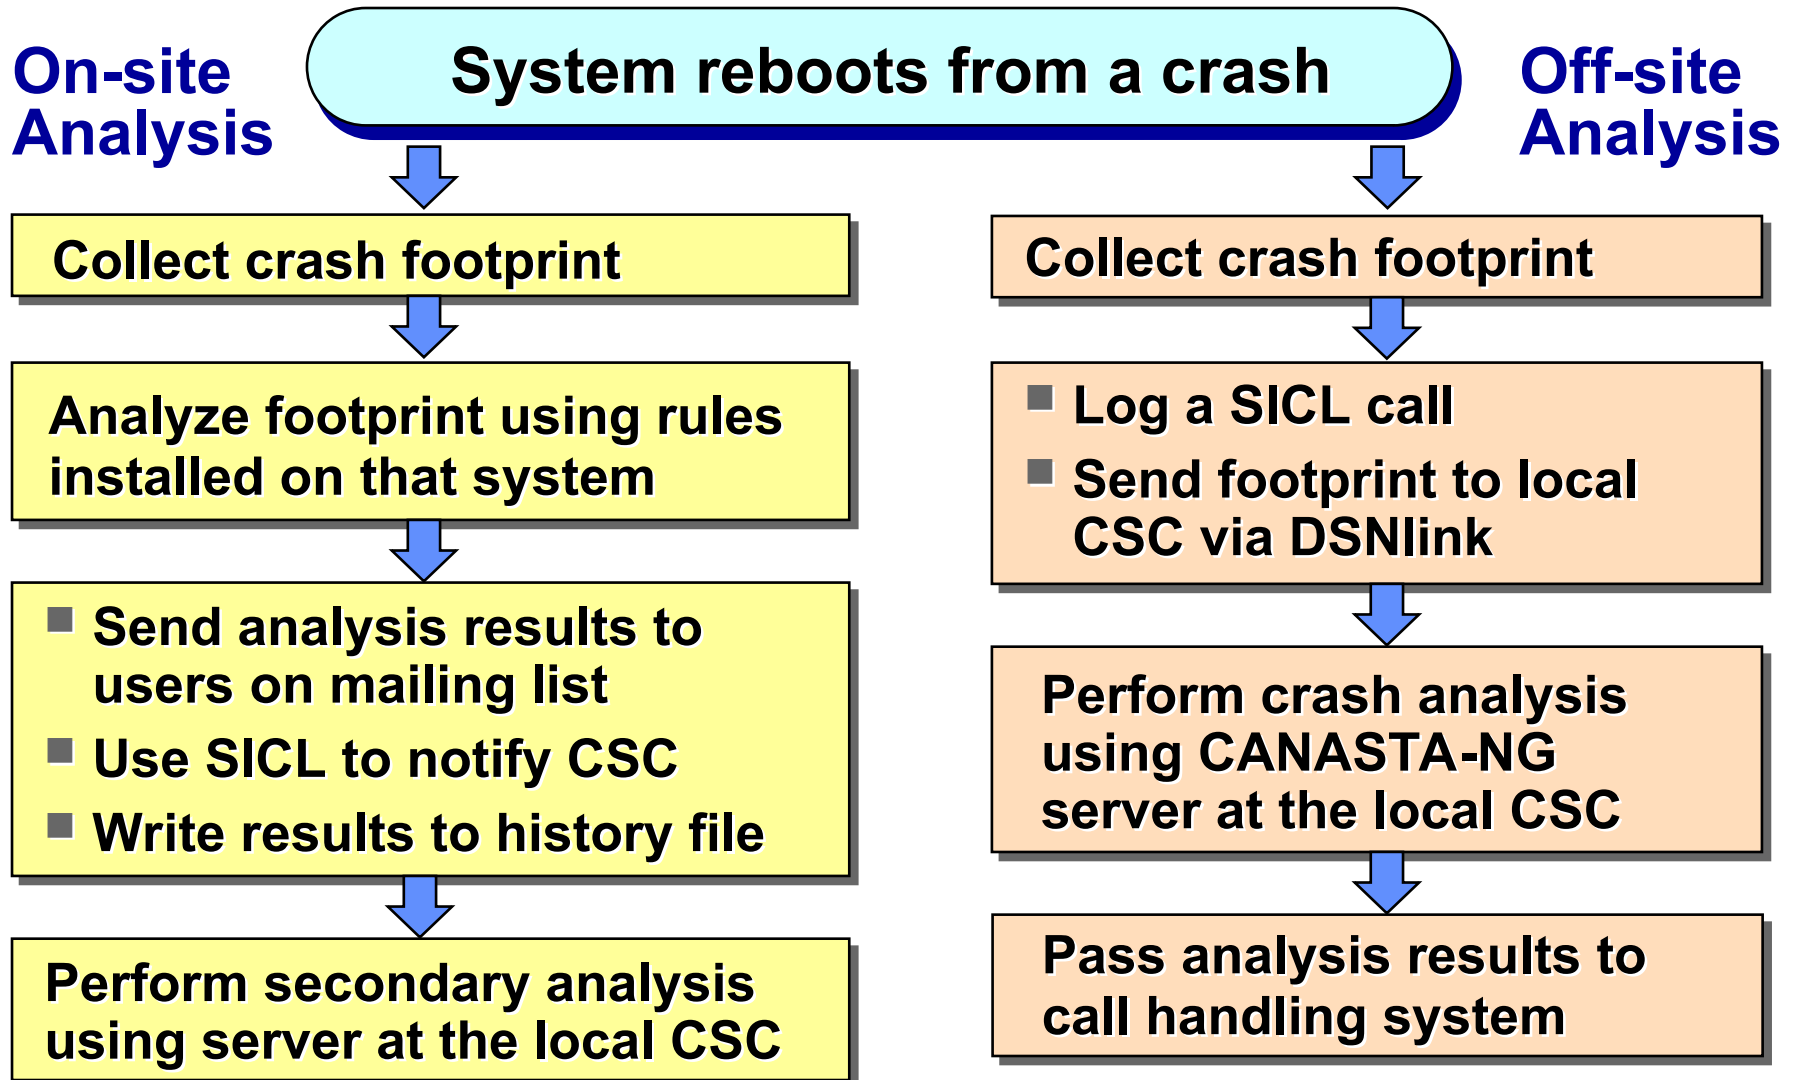 On-site
Analysis
System reboots from a crash
Off-site
Analysis
Collect crash footprint
Analyze footprint using rules
installed on that system
■ Send analysis results to
users on mailing list
■ Use SICL to notify CSC
■ Write results to history file
Perform secondary analysis
using server at the local CSC
Collect crash footprint
■ Log a SICL call
■ Send footprint to local
CSC via DSNlink
Perform crash analysis
using CANASTA-NG
server at the local CSC
Pass analysis results to
call handling system